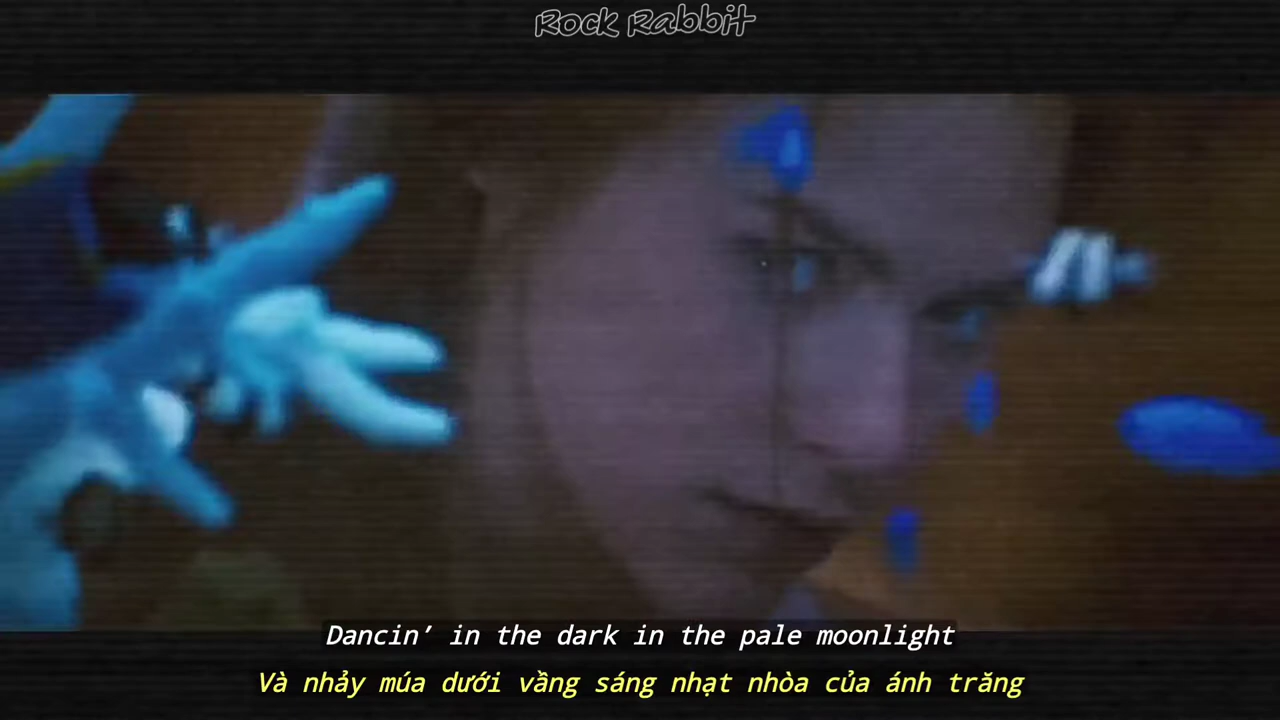 Rock Rabbit
Dancin' in the dark in the pale moonlight
Và nhảy múa dưới vầng sáng nhạt nhòa của ánh trăng